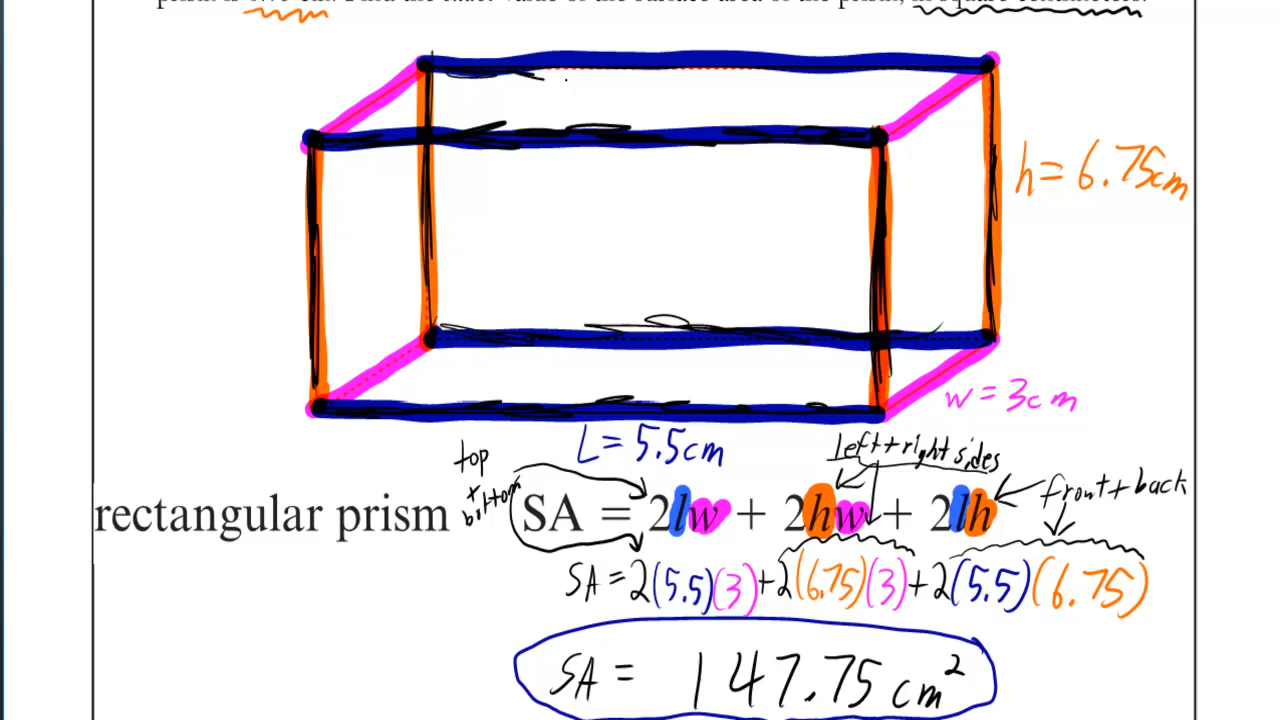 h = 6.75cm
w = 3cm
L = 5.5cm
left + right sides
top + bottom
front + back
rectangular prism SA = 2lw + 2hw + 2lh
SA = 2(5.5)(3) + 2(6.75)(3) + 2(5.5)(6.75)
SA = 147.75 cm²